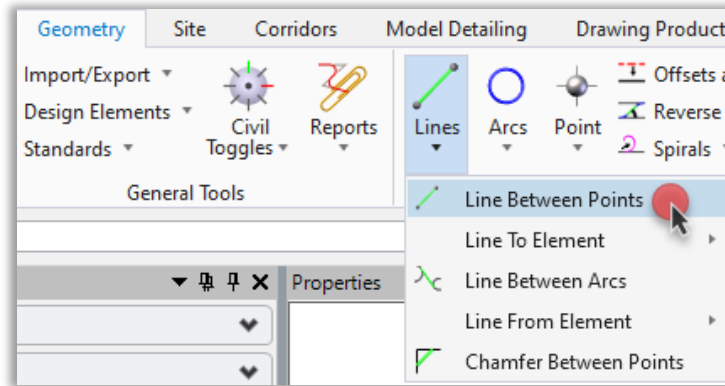 Geometry Site Corridors Model Detailing Drawing Product
Import/Export
Design Elements
Standards
Civil
Toggles
Reports
Lines
Arcs
Point
Offsets a
Reverse
Spirals
General Tools
Line Between Points
Line To Element
Line Between Arcs
Line From Element
Chamfer Between Points
Properties